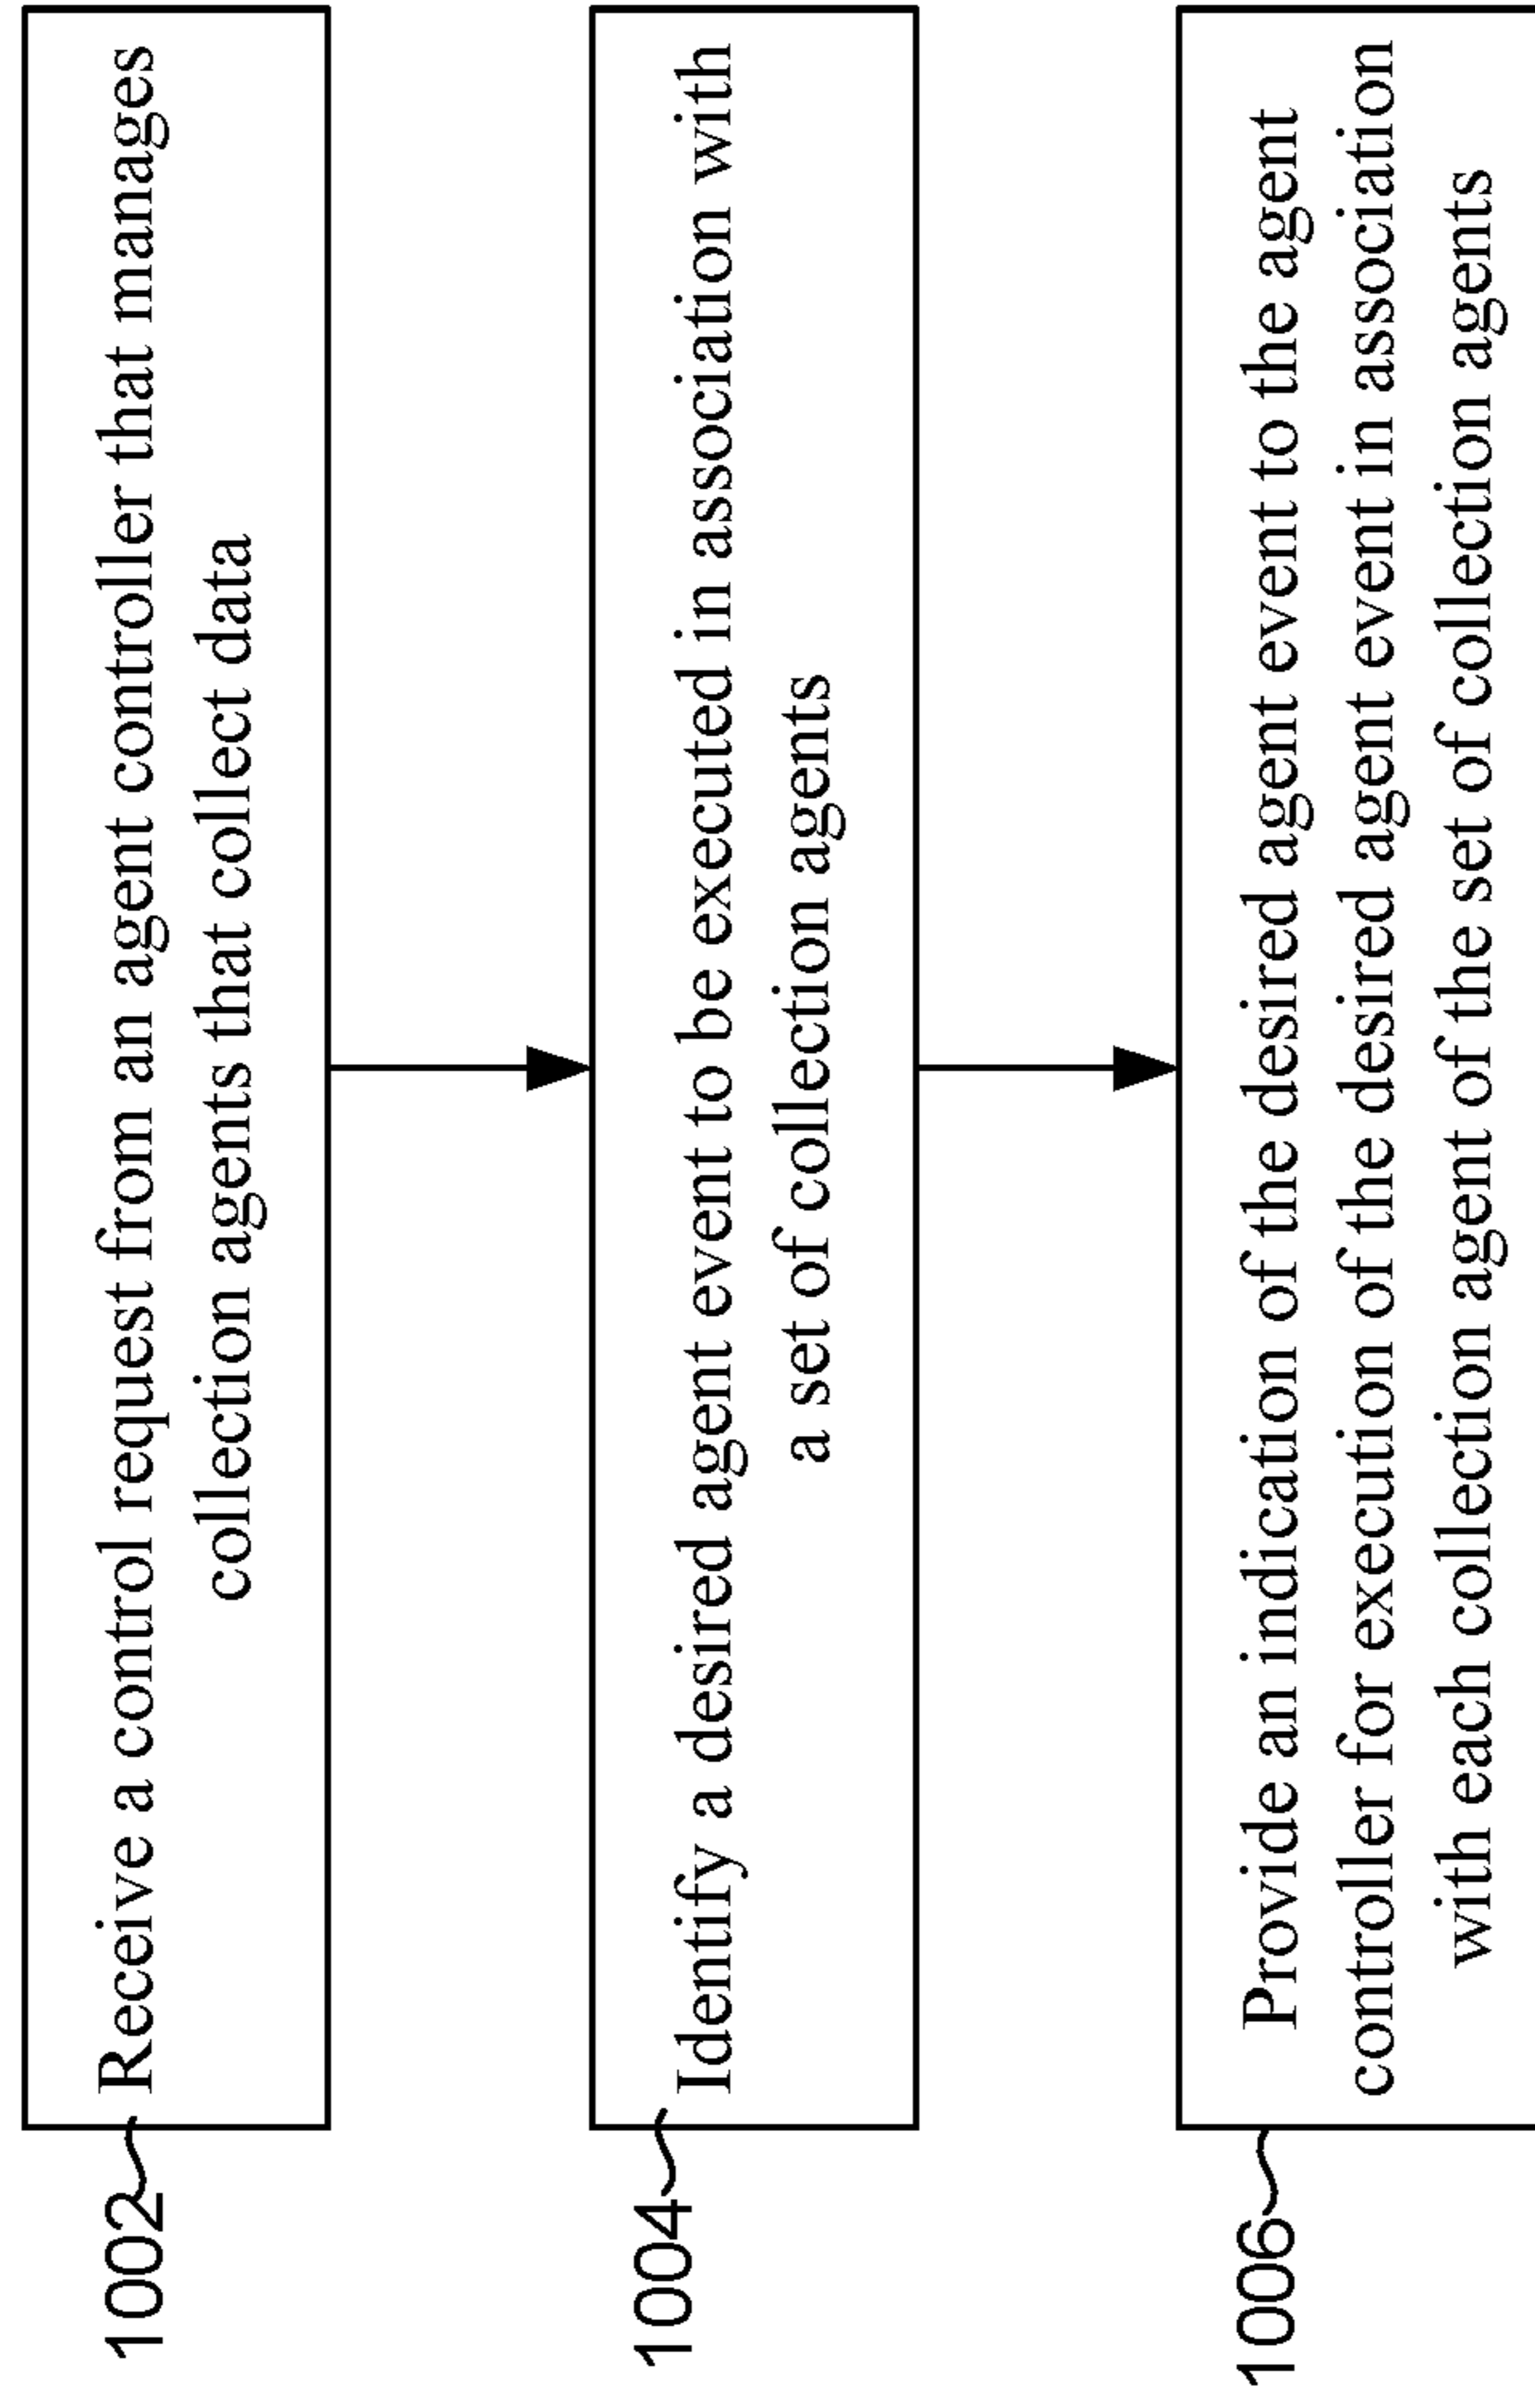 1002
Receive a control request from an agent controller that manages
collection agents that collect data
1004
Identify a desired agent event to be executed in association with
a set of collection agents
1006
Provide an indication of the desired agent event to the agent
controller for execution of the desired agent event in association
with each collection agent of the set of collection agents